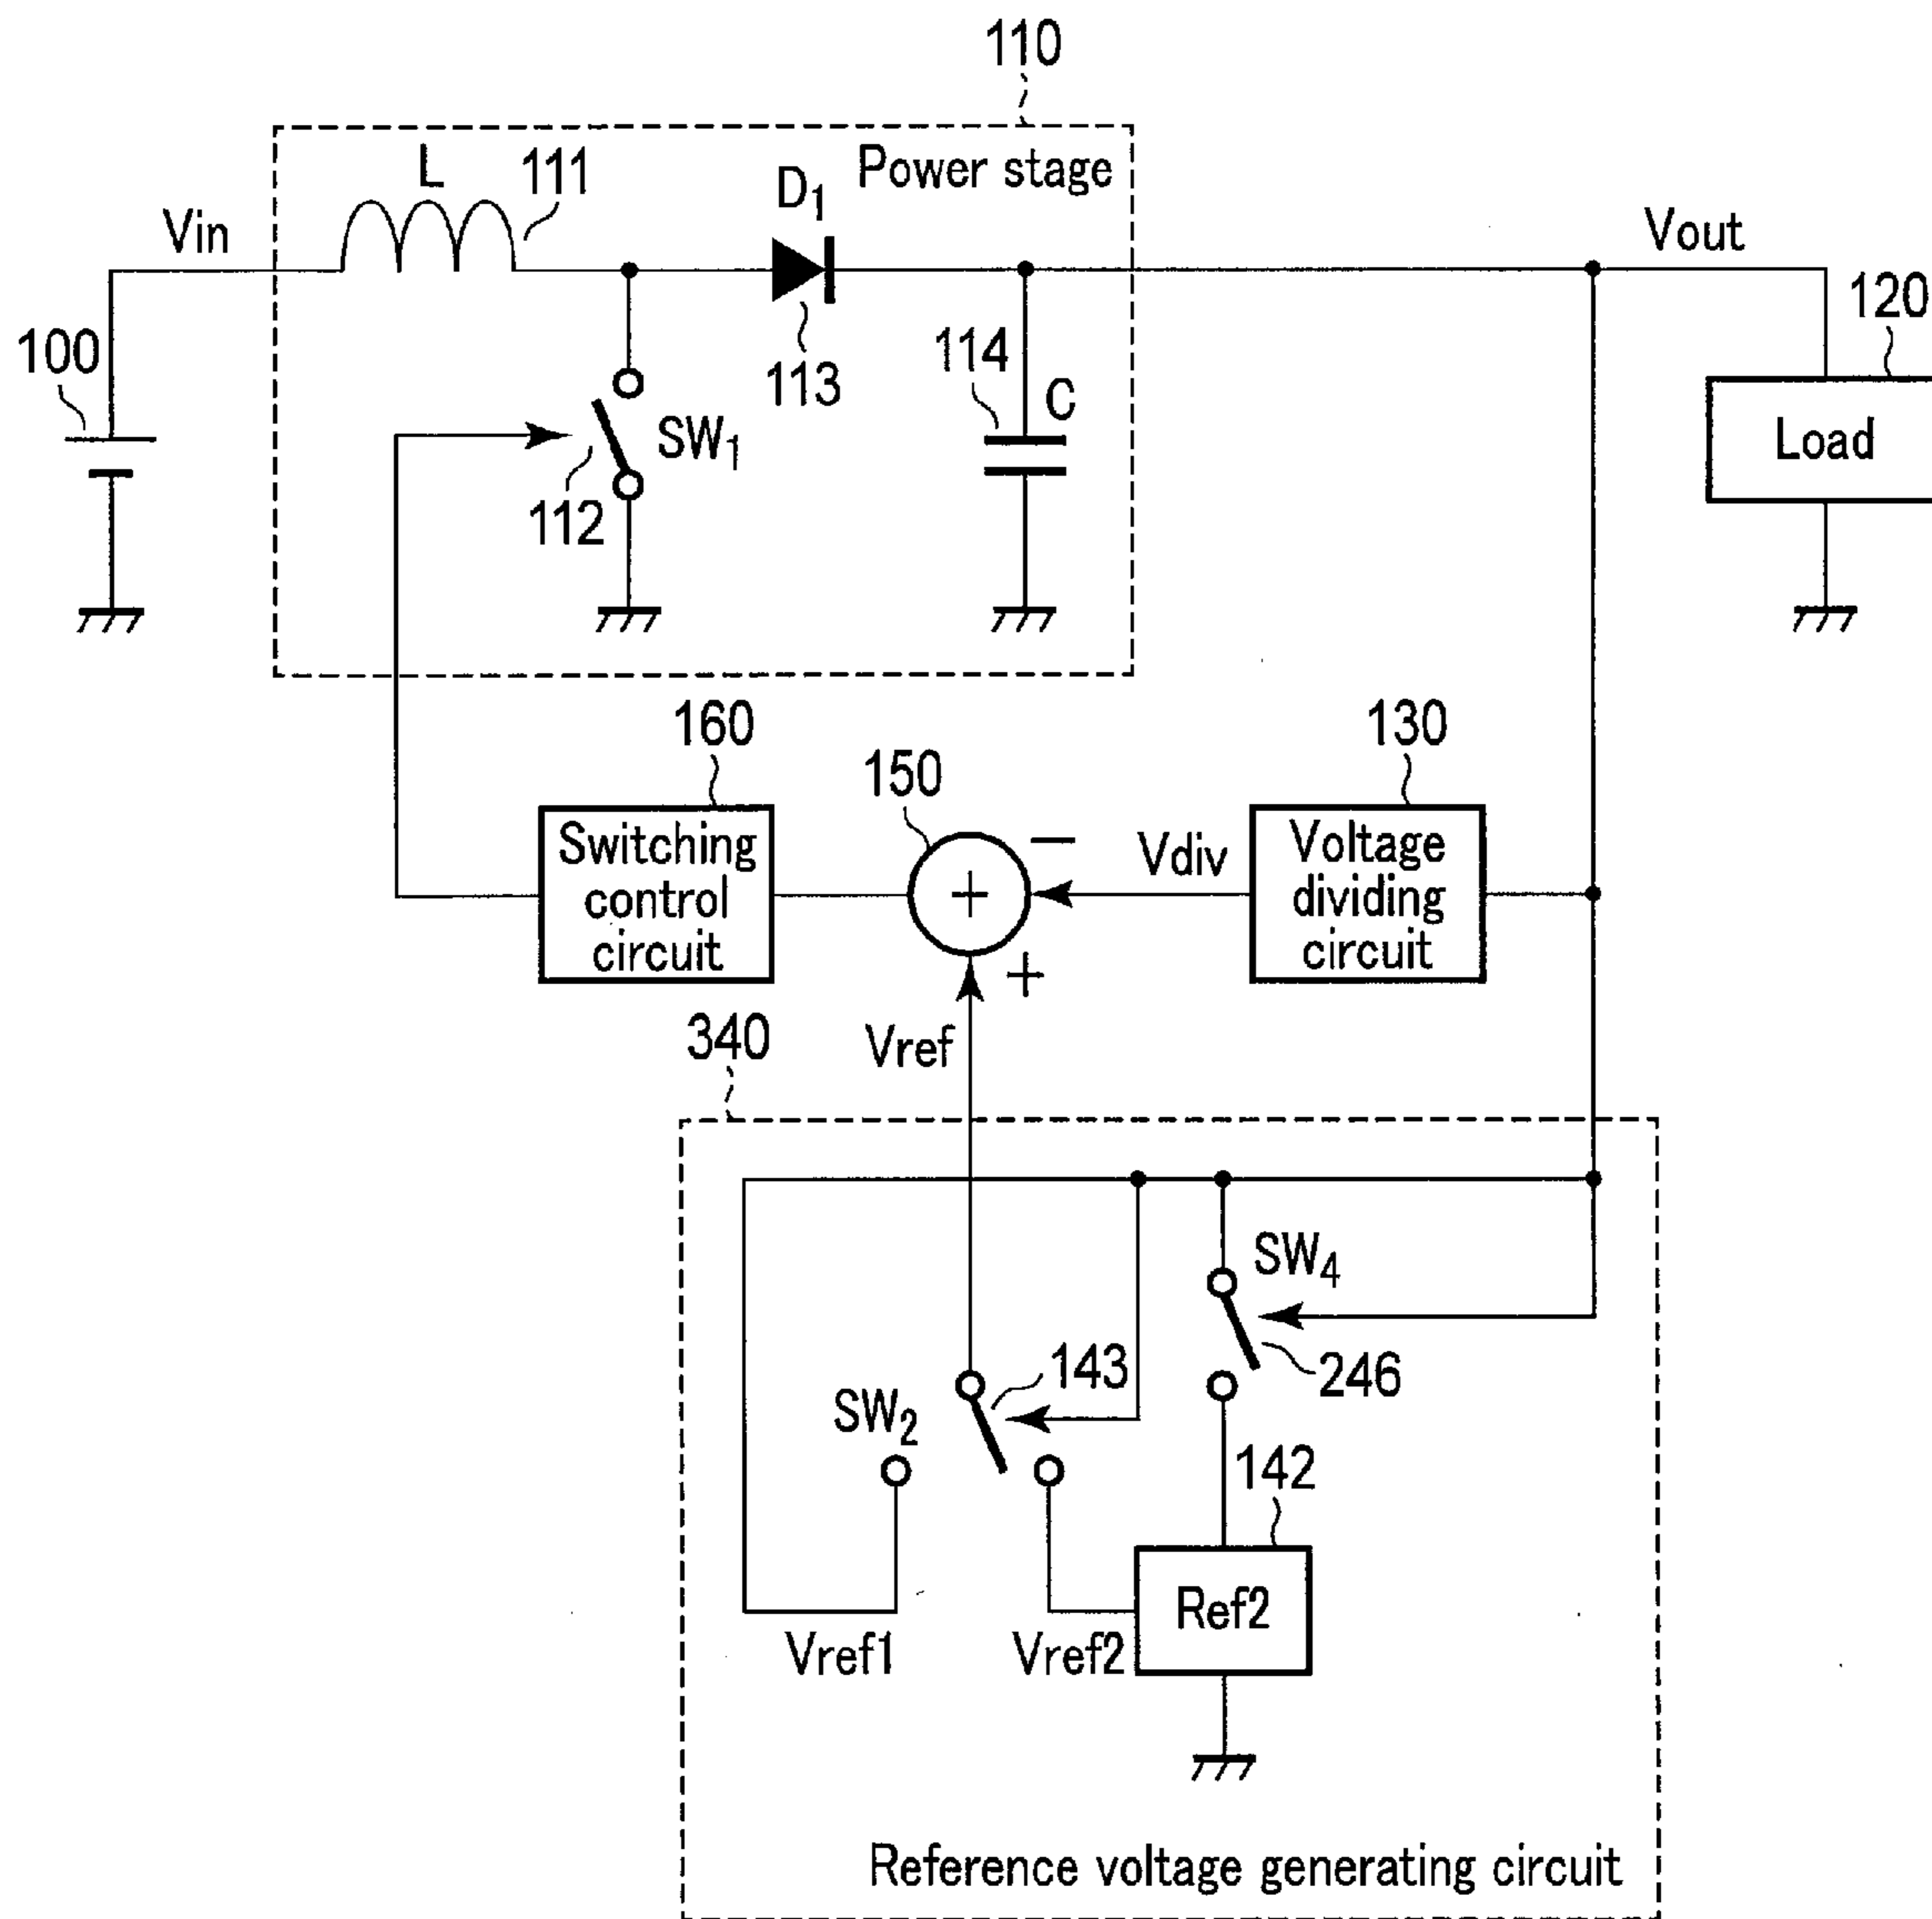 110
Power stage
L
111
D1
Vin
Vout
100
113
114
C
120
Load
SW1
112
160
150
130
Switching
control
circuit
+
−
Vdiv
Voltage
dividing
circuit
+
340
Vref
SW4
246
143
SW2
142
Ref2
Vref1
Vref2
Reference voltage generating circuit